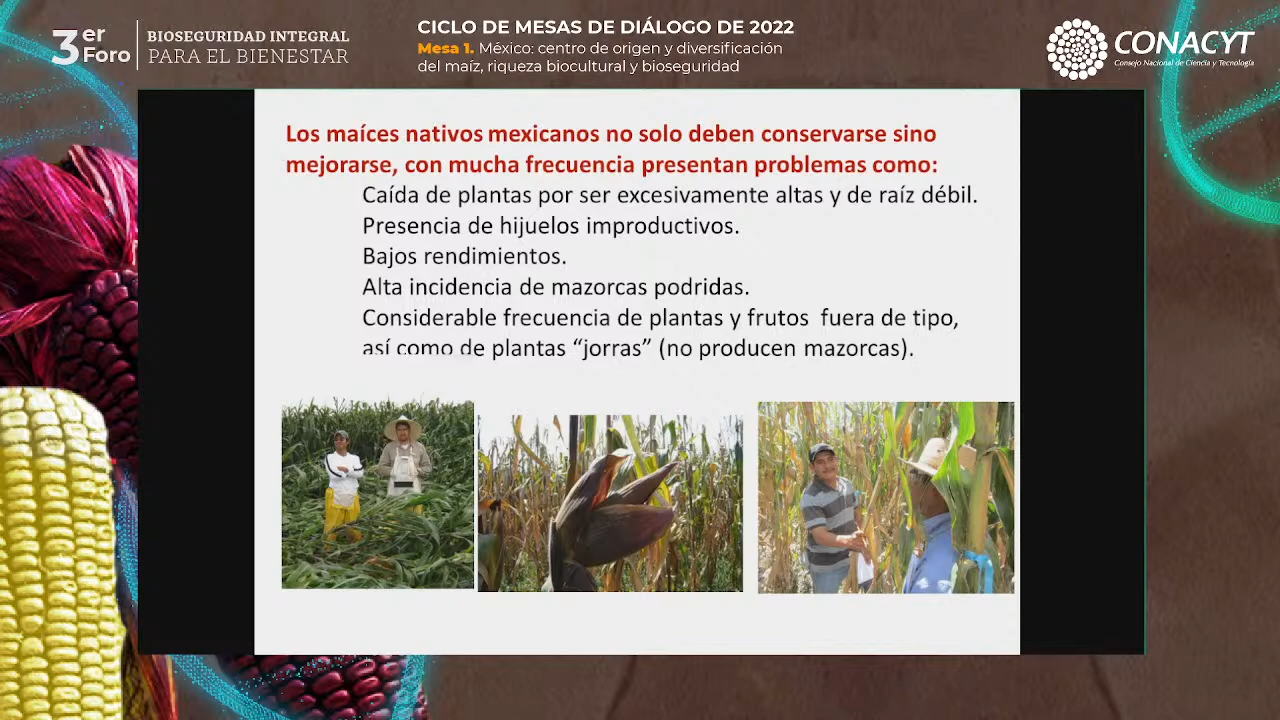 3er Foro
BIOSEGURIDAD INTEGRAL
PARA EL BIENESTAR
CICLO DE MESAS DE DIÁLOGO DE 2022
Mesa 1. México: centro de origen y diversificación
del maíz, riqueza biocultural y bioseguridad
CONACYT
Consejo Nacional de Ciencia y Tecnología
Los maíces nativos mexicanos no solo deben conservarse sino
mejorarse, con mucha frecuencia presentan problemas como:
Caída de plantas por ser excesivamente altas y de raíz débil.
Presencia de hijuelos improductivos.
Bajos rendimientos.
Alta incidencia de mazorcas podridas.
Considerable frecuencia de plantas y frutos fuera de tipo,
así como de plantas “jorras” (no producen mazorcas).